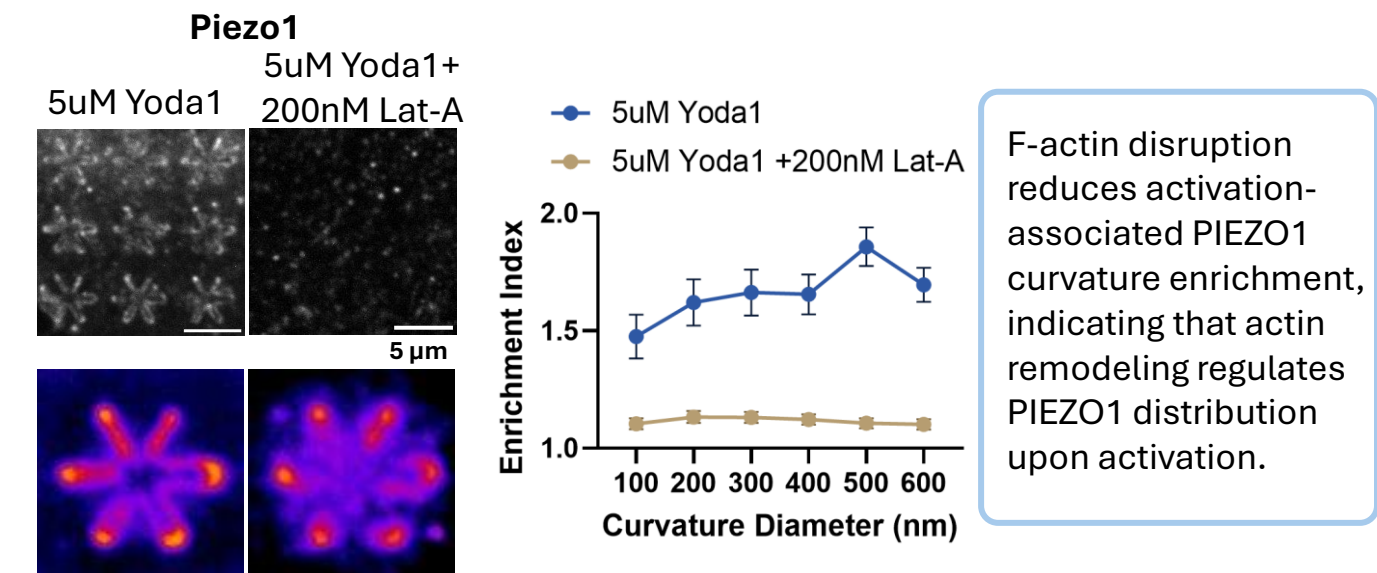 Piezo1
5uM Yoda1
5uM Yoda1+
200nM Lat-A
5 µm
5uM Yoda1
5uM Yoda1 +200nM Lat-A
Enrichment Index
2.0
1.5
1.0
100 200 300 400 500 600
Curvature Diameter (nm)
F-actin disruption
reduces activation-
associated PIEZO1
curvature enrichment,
indicating that actin
remodeling regulates
PIEZO1 distribution
upon activation.